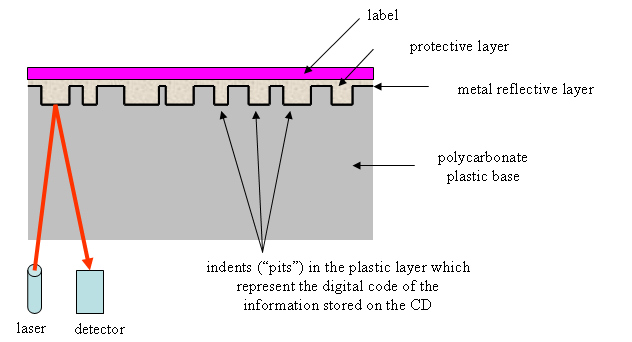 label
protective layer
metal reflective layer
polycarbonate
plastic base
indents (“pits”) in the plastic layer which
represent the digital code of the
information stored on the CD
laser
detector